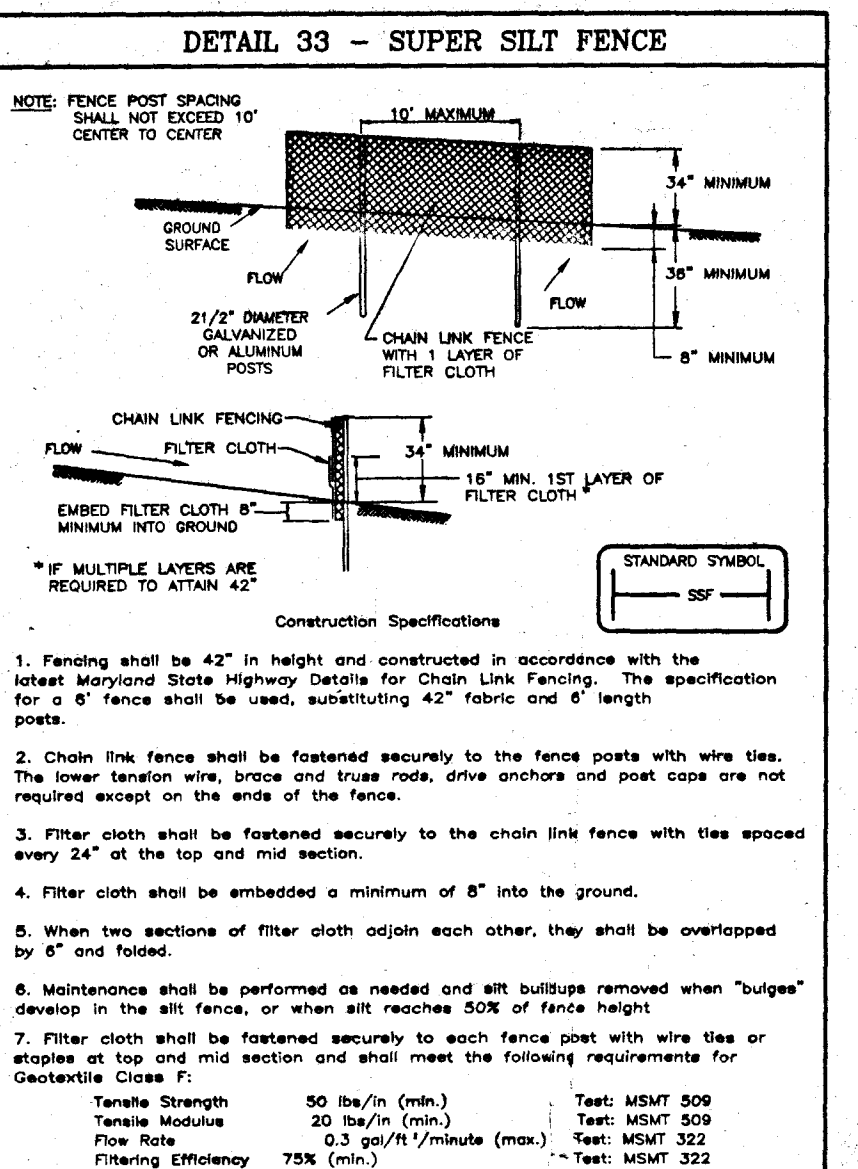 DETAIL 33 - SUPER SILT FENCE
NOTE: FENCE POST SPACING
SHALL NOT EXCEED 10'
CENTER TO CENTER
10' MAXIMUM
34" MINIMUM
GROUND
SURFACE
FLOW
FLOW
36" MINIMUM
21/2" DIAMETER
GALVANIZED
OR ALUMINUM
POSTS
CHAIN LINK FENCE
WITH 1 LAYER OF
FILTER CLOTH
8" MINIMUM
CHAIN LINK FENCING
FLOW
FILTER CLOTH
34" MINIMUM
16" MIN. 1ST LAYER OF
FILTER CLOTH *
EMBED FILTER CLOTH 8"
MINIMUM INTO GROUND
* IF MULTIPLE LAYERS ARE
REQUIRED TO ATTAIN 42"
STANDARD SYMBOL
SSF
Construction Specifications
1. Fencing shall be 42" in height and constructed in accordance with the
latest Maryland State Highway Details for Chain Link Fencing. The specification
for a 6' fence shall be used, substituting 42" fabric and 6' length
posts.
2. Chain link fence shall be fastened securely to the fence posts with wire ties.
The lower tension wire, brace and truss rods, drive anchors and post caps are not
required except on the ends of the fence.
3. Filter cloth shall be fastened securely to the chain link fence with ties spaced
every 24" at the top and mid section.
4. Filter cloth shall be embedded a minimum of 8" into the ground.
5. When two sections of filter cloth adjoin each other, they shall be overlapped
by 6" and folded.
6. Maintenance shall be performed as needed and silt buildups removed when "bulges"
develop in the silt fence, or when silt reaches 50% of fence height
7. Filter cloth shall be fastened securely to each fence post with wire ties or
staples at top and mid section and shall meet the following requirements for
Geotextile Class F:
Tensile Strength 50 lbs/in (min.) Test: MSMT 509
Tensile Modulus 20 lbs/in (min.) Test: MSMT 509
Flow Rate 0.3 gal/ft²/minute (max.) Test: MSMT 322
Filtering Efficiency 75% (min.) Test: MSMT 322